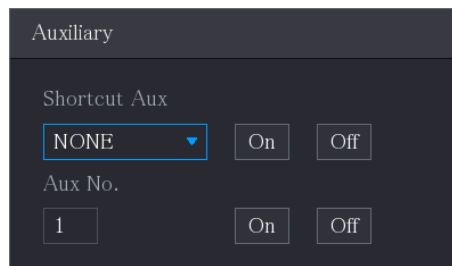 Auxiliary
Shortcut Aux
NONE On Off
Aux No.
1 On Off